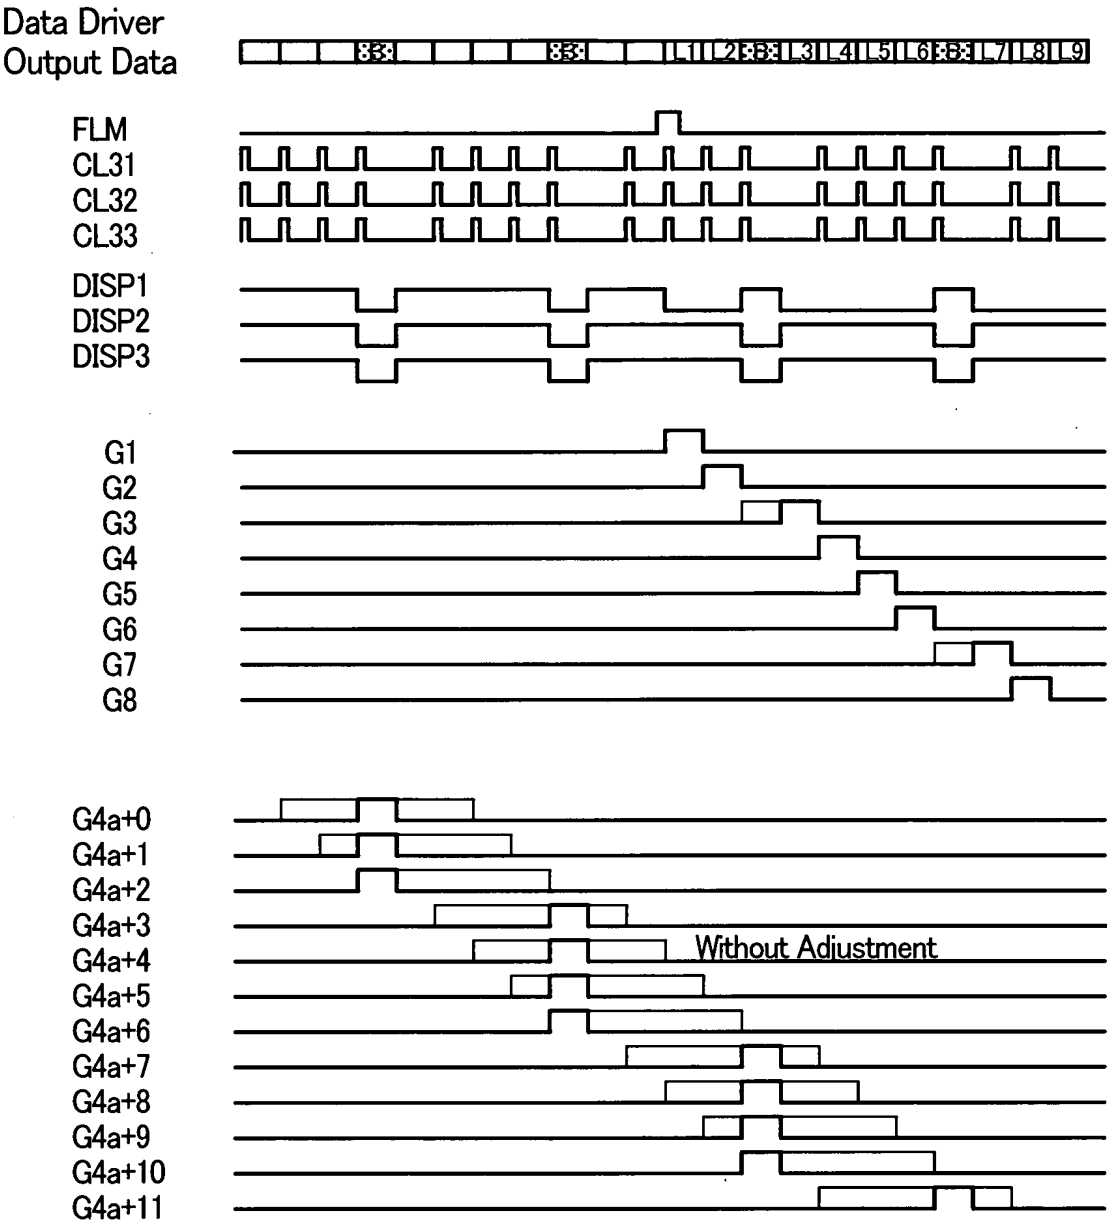 Data Driver
Output Data
B B L1 L2 B L3 L4 L5 L6 B L7 L8 L9
FLM
CL31
CL32
CL33
DISP1
DISP2
DISP3
G1
G2
G3
G4
G5
G6
G7
G8
G4a+0
G4a+1
G4a+2
G4a+3
G4a+4 Without Adjustment
G4a+5
G4a+6
G4a+7
G4a+8
G4a+9
G4a+10
G4a+11